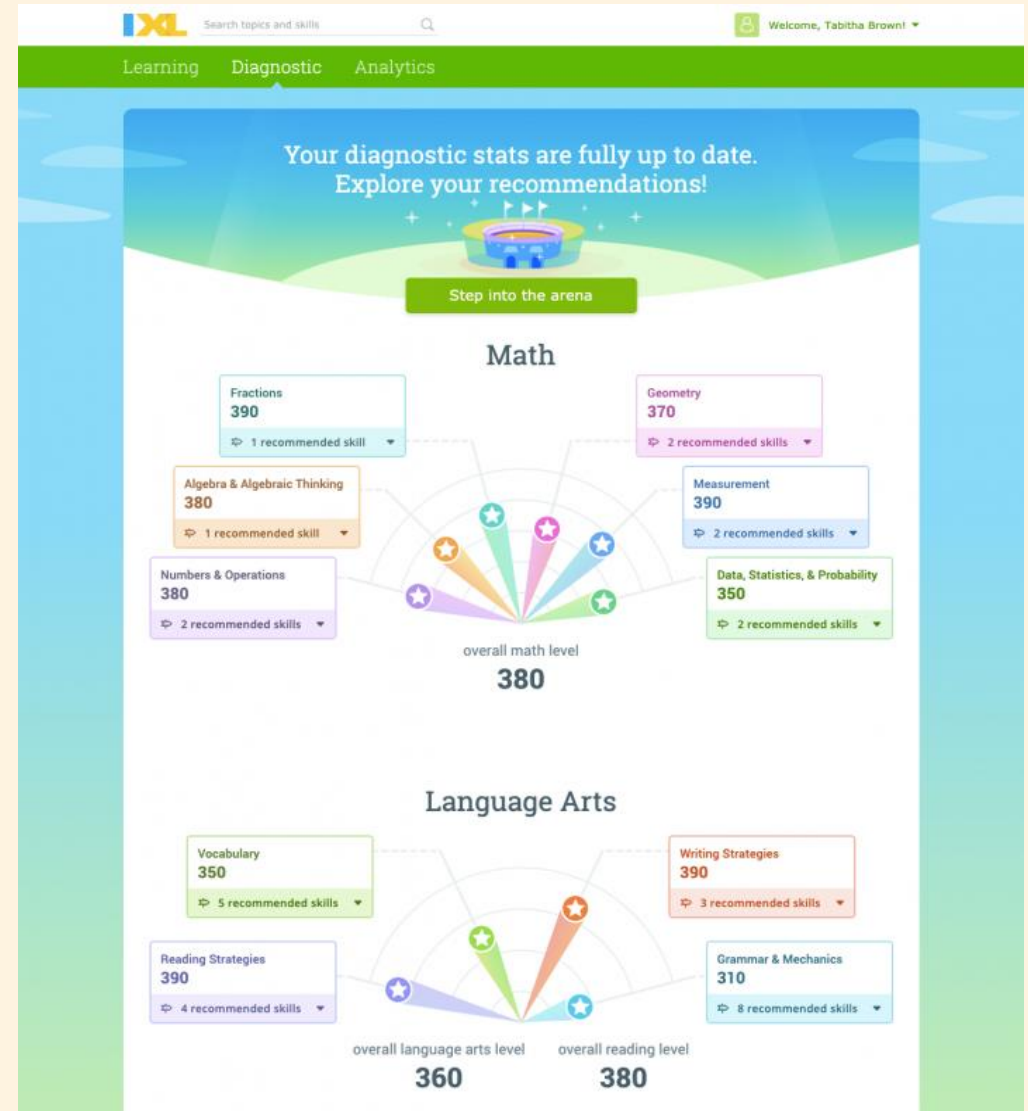 IXL Search topics and skills Welcome, Tabitha Brown!
Learning Diagnostic Analytics
Your diagnostic stats are fully up to date.
Explore your recommendations!
Step into the arena
Math
Fractions
390
1 recommended skill
Geometry
370
2 recommended skills
Algebra & Algebraic Thinking
380
1 recommended skill
Measurement
390
2 recommended skills
Numbers & Operations
380
2 recommended skills
Data, Statistics, & Probability
350
2 recommended skills
overall math level
380
Language Arts
Vocabulary
350
5 recommended skills
Writing Strategies
390
3 recommended skills
Reading Strategies
390
4 recommended skills
Grammar & Mechanics
310
8 recommended skills
overall language arts level
360
overall reading level
380